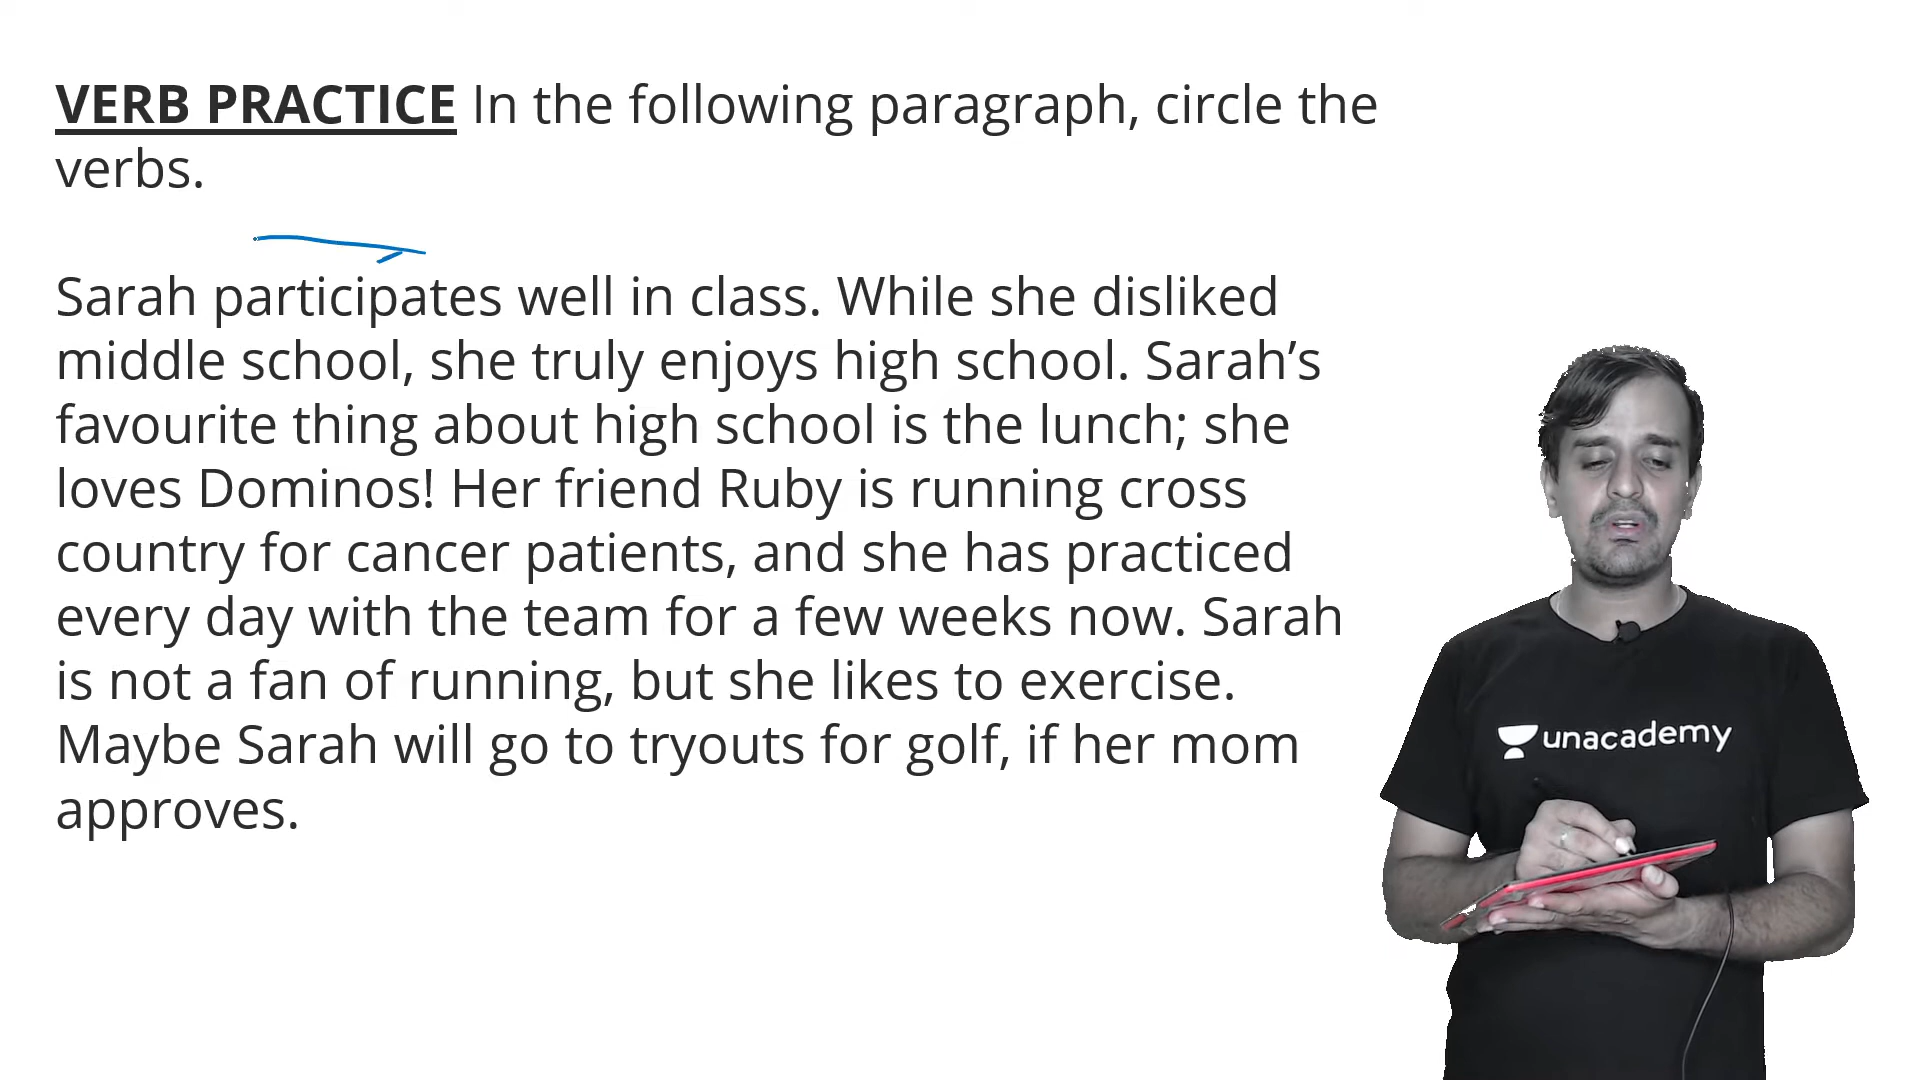 VERB PRACTICE In the following paragraph, circle the
verbs.
Sarah participates well in class. While she disliked
middle school, she truly enjoys high school. Sarah’s
favourite thing about high school is the lunch; she
loves Dominos! Her friend Ruby is running cross
country for cancer patients, and she has practiced
every day with the team for a few weeks now. Sarah
is not a fan of running, but she likes to exercise.
Maybe Sarah will go to tryouts for golf, if her mom
approves.
unacademy